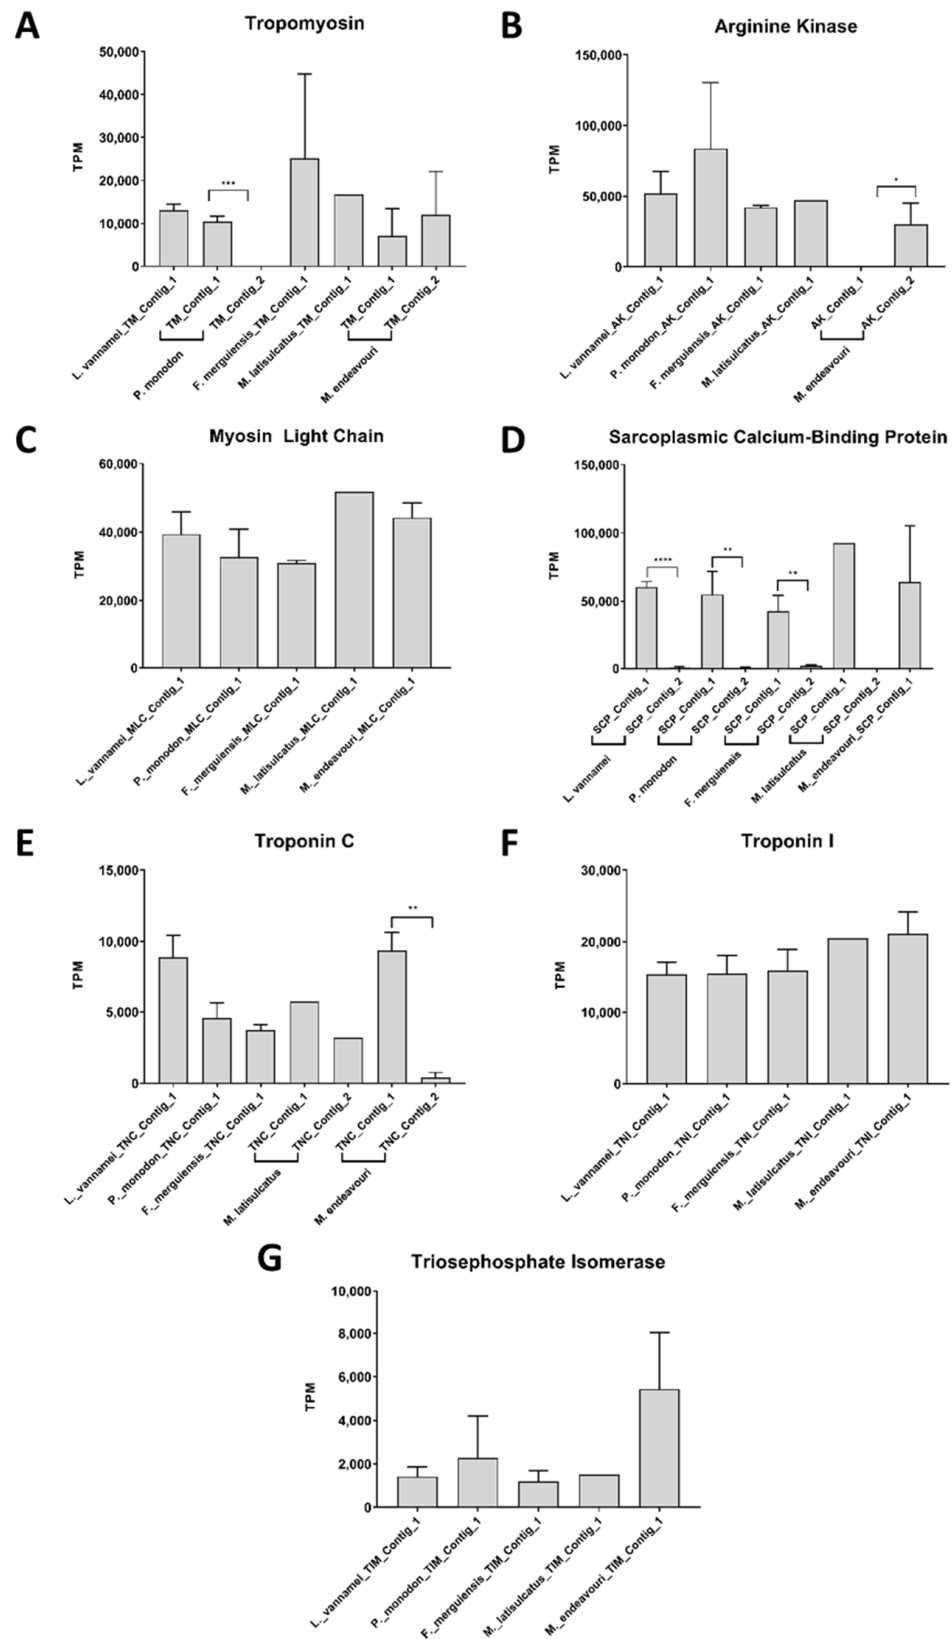 A
Tropomyosin
TPM
50,000
40,000
30,000
20,000
10,000
0
***
L. vannamei_TM_Contig_1
TM_Contig_1
TM_Contig_2
P. monodon
F. merguiensis_TM_Contig_1
M. latisulcatus_TM_Contig_1
TM_Contig_1
TM_Contig_2
M. endeavouri
B
Arginine Kinase
TPM
150,000
100,000
50,000
0
*
L. vannamei_AK_Contig_1
P. monodon_AK_Contig_1
F. merguiensis_AK_Contig_1
M. latisulcatus_AK_Contig_1
AK_Contig_1
AK_Contig_2
M. endeavouri
C
Myosin Light Chain
TPM
60,000
40,000
20,000
0
L._vannamei_MLC_Contig_1
P._monodon_MLC_Contig_1
F._merguiensis_MLC_Contig_1
M._latisulcatus_MLC_Contig_1
M._endeavouri_MLC_Contig_1
D
Sarcoplasmic Calcium-Binding Protein
TPM
150,000
100,000
50,000
0
****
**
**
SCP_Contig_1
SCP_Contig_2
L. vannamei
SCP_Contig_1
SCP_Contig_2
P. monodon
SCP_Contig_1
SCP_Contig_2
F. merguiensis
SCP_Contig_1
SCP_Contig_2
M. latisulcatus
M._endeavouri_SCP_Contig_1
E
Troponin C
TPM
15,000
10,000
5,000
0
**
L._vannamei_TNC_Contig_1
P._monodon_TNC_Contig_1
F._merguiensis_TNC_Contig_1
TNC_Contig_1
TNC_Contig_2
M. latisulcatus
TNC_Contig_1
TNC_Contig_2
M. endeavouri
F
Troponin I
TPM
30,000
20,000
10,000
0
L._vannamei_TNI_Contig_1
P._monodon_TNI_Contig_1
F._merguiensis_TNI_Contig_1
M._latisulcatus_TNI_Contig_1
M._endeavouri_TNI_Contig_1
G
Triosephosphate Isomerase
TPM
10,000
8,000
6,000
4,000
2,000
0
L._vannamei_TIM_Contig_1
P._monodon_TIM_Contig_1
F._merguiensis_TIM_Contig_1
M._latisulcatus_TIM_Contig_1
M._endeavouri_TIM_Contig_1